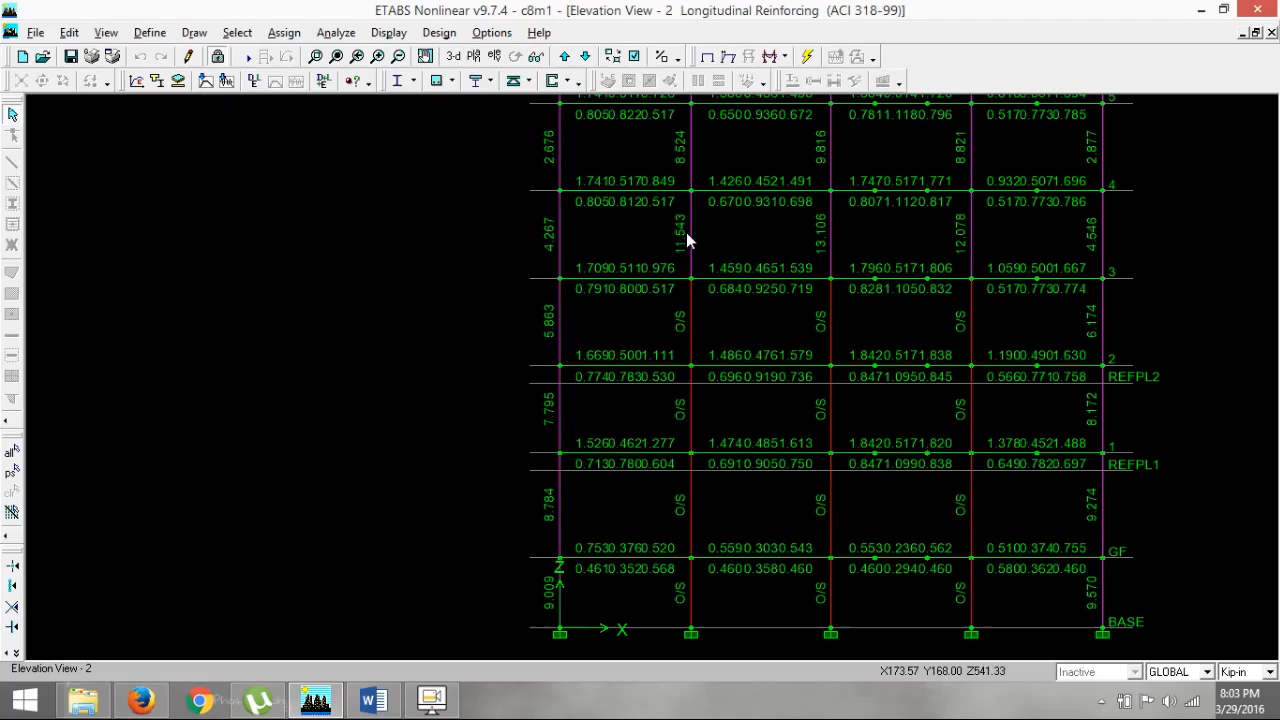 ETABS Nonlinear v9.7.4 - c8m1 - [Elevation View - 2 Longitudinal Reinforcing (ACI 318-99)]
File Edit View Define Draw Select Assign Analyze Display Design Options Help
3-d
5
0.8050.8220.517 0.6500.9360.672 0.7811.1180.796 0.5170.7730.785
2.676 8.524 9.816 8.821 2.877
1.7410.5170.849 1.4260.4521.491 1.7470.5171.771 0.9320.5071.696 4
0.8050.8120.517 0.6700.9310.698 0.8071.1120.817 0.5170.7730.786
4.267 11.543 13.106 12.078 4.546
1.7090.5110.976 1.4590.4651.539 1.7960.5171.806 1.0590.5001.667 3
0.7910.8000.517 0.6840.9250.719 0.8281.1050.832 0.5170.7730.774
5.863 O/S O/S O/S 6.174
1.6690.5001.111 1.4860.4761.579 1.8420.5171.838 1.1900.4901.630 2
0.7740.7830.530 0.6960.9190.736 0.8471.0950.845 0.5660.7710.758 REFPL2
7.795 O/S O/S O/S 8.172
1.5260.4621.277 1.4740.4851.613 1.8420.5171.820 1.3780.4521.488 1
0.7130.7800.604 0.6910.9050.750 0.8471.0990.838 0.6490.7820.697 REFPL1
8.784 O/S O/S O/S 9.274
0.7530.3760.520 0.5590.3030.543 0.5530.2360.562 0.5100.3740.755 GF
0.4610.3520.568 0.4600.3580.460 0.4600.2940.460 0.5800.3620.460
9.009 O/S O/S O/S 9.570
Z
X
BASE
all
ps
clr
Elevation View - 2 X173.57 Y168.00 Z541.33 Inactive GLOBAL Kip-in
8:03 PM
3/29/2016